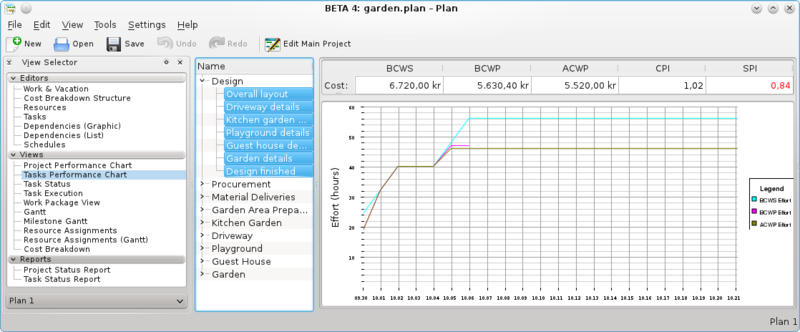 BETA 4: garden.plan – Plan
File Edit View Tools Settings Help
New Open Save Undo Redo Edit Main Project
View Selector
Editors
Work & Vacation
Cost Breakdown Structure
Resources
Tasks
Dependencies (Graphic)
Dependencies (List)
Schedules
Views
Project Performance Chart
Tasks Performance Chart
Task Status
Task Execution
Work Package View
Gantt
Milestone Gantt
Resource Assignments
Resource Assignments (Gantt)
Cost Breakdown
Reports
Project Status Report
Task Status Report
Plan 1
Name
Design
Overall layout
Driveway details
Kitchen garden ...
Playground details
Guest house de...
Garden details
Design finished
Procurement
Material Deliveries
Garden Area Prepa...
Kitchen Garden
Driveway
Playground
Guest House
Garden
BCWS BCWP ACWP CPI SPI
Cost: 6.720,00 kr 5.630,40 kr 5.520,00 kr 1,02 0,84
Effort (hours)
60
50
40
30
20
10
0
09.30 10.01 10.02 10.03 10.04 10.05 10.06 10.07 10.08 10.09 10.10 10.11 10.12 10.13 10.14 10.15 10.16 10.17 10.18 10.19 10.20 10.21
Legend
BCWS Effort
BCWP Effort
ACWP Effort
Plan 1